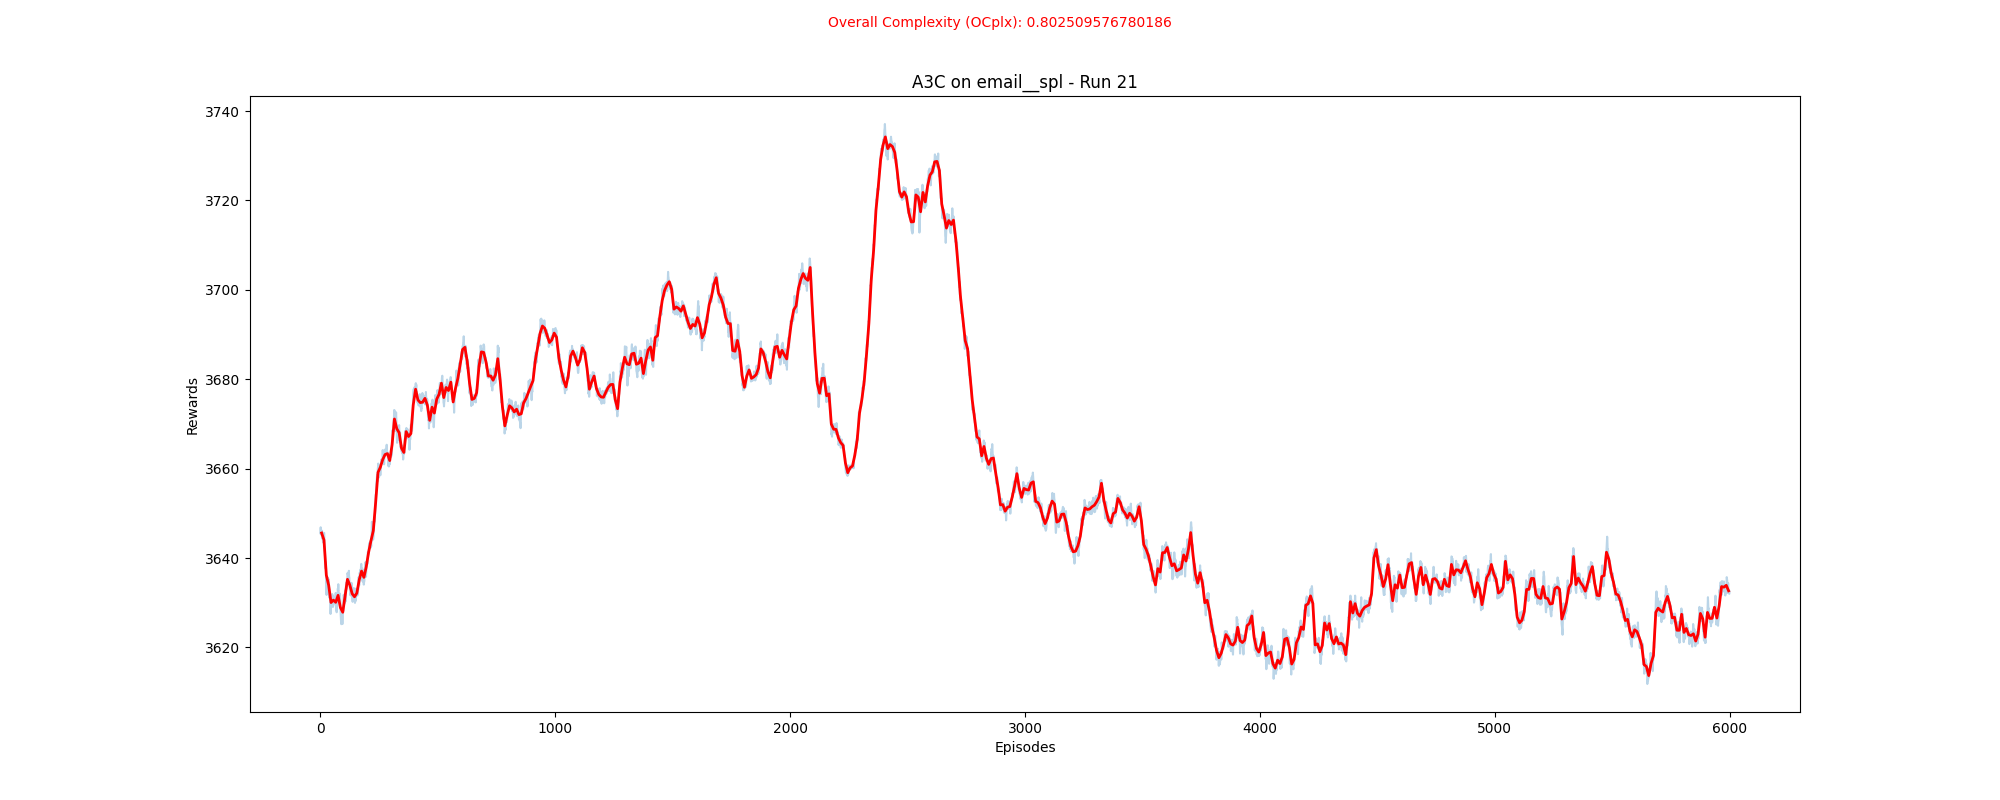 Overall Complexity (OCplx): 0.802509576780186
A3C on email__spl - Run 21
3740
3720
3700
3680
3660
3640
3620
Rewards
0 1000 2000 3000 4000 5000 6000
Episodes